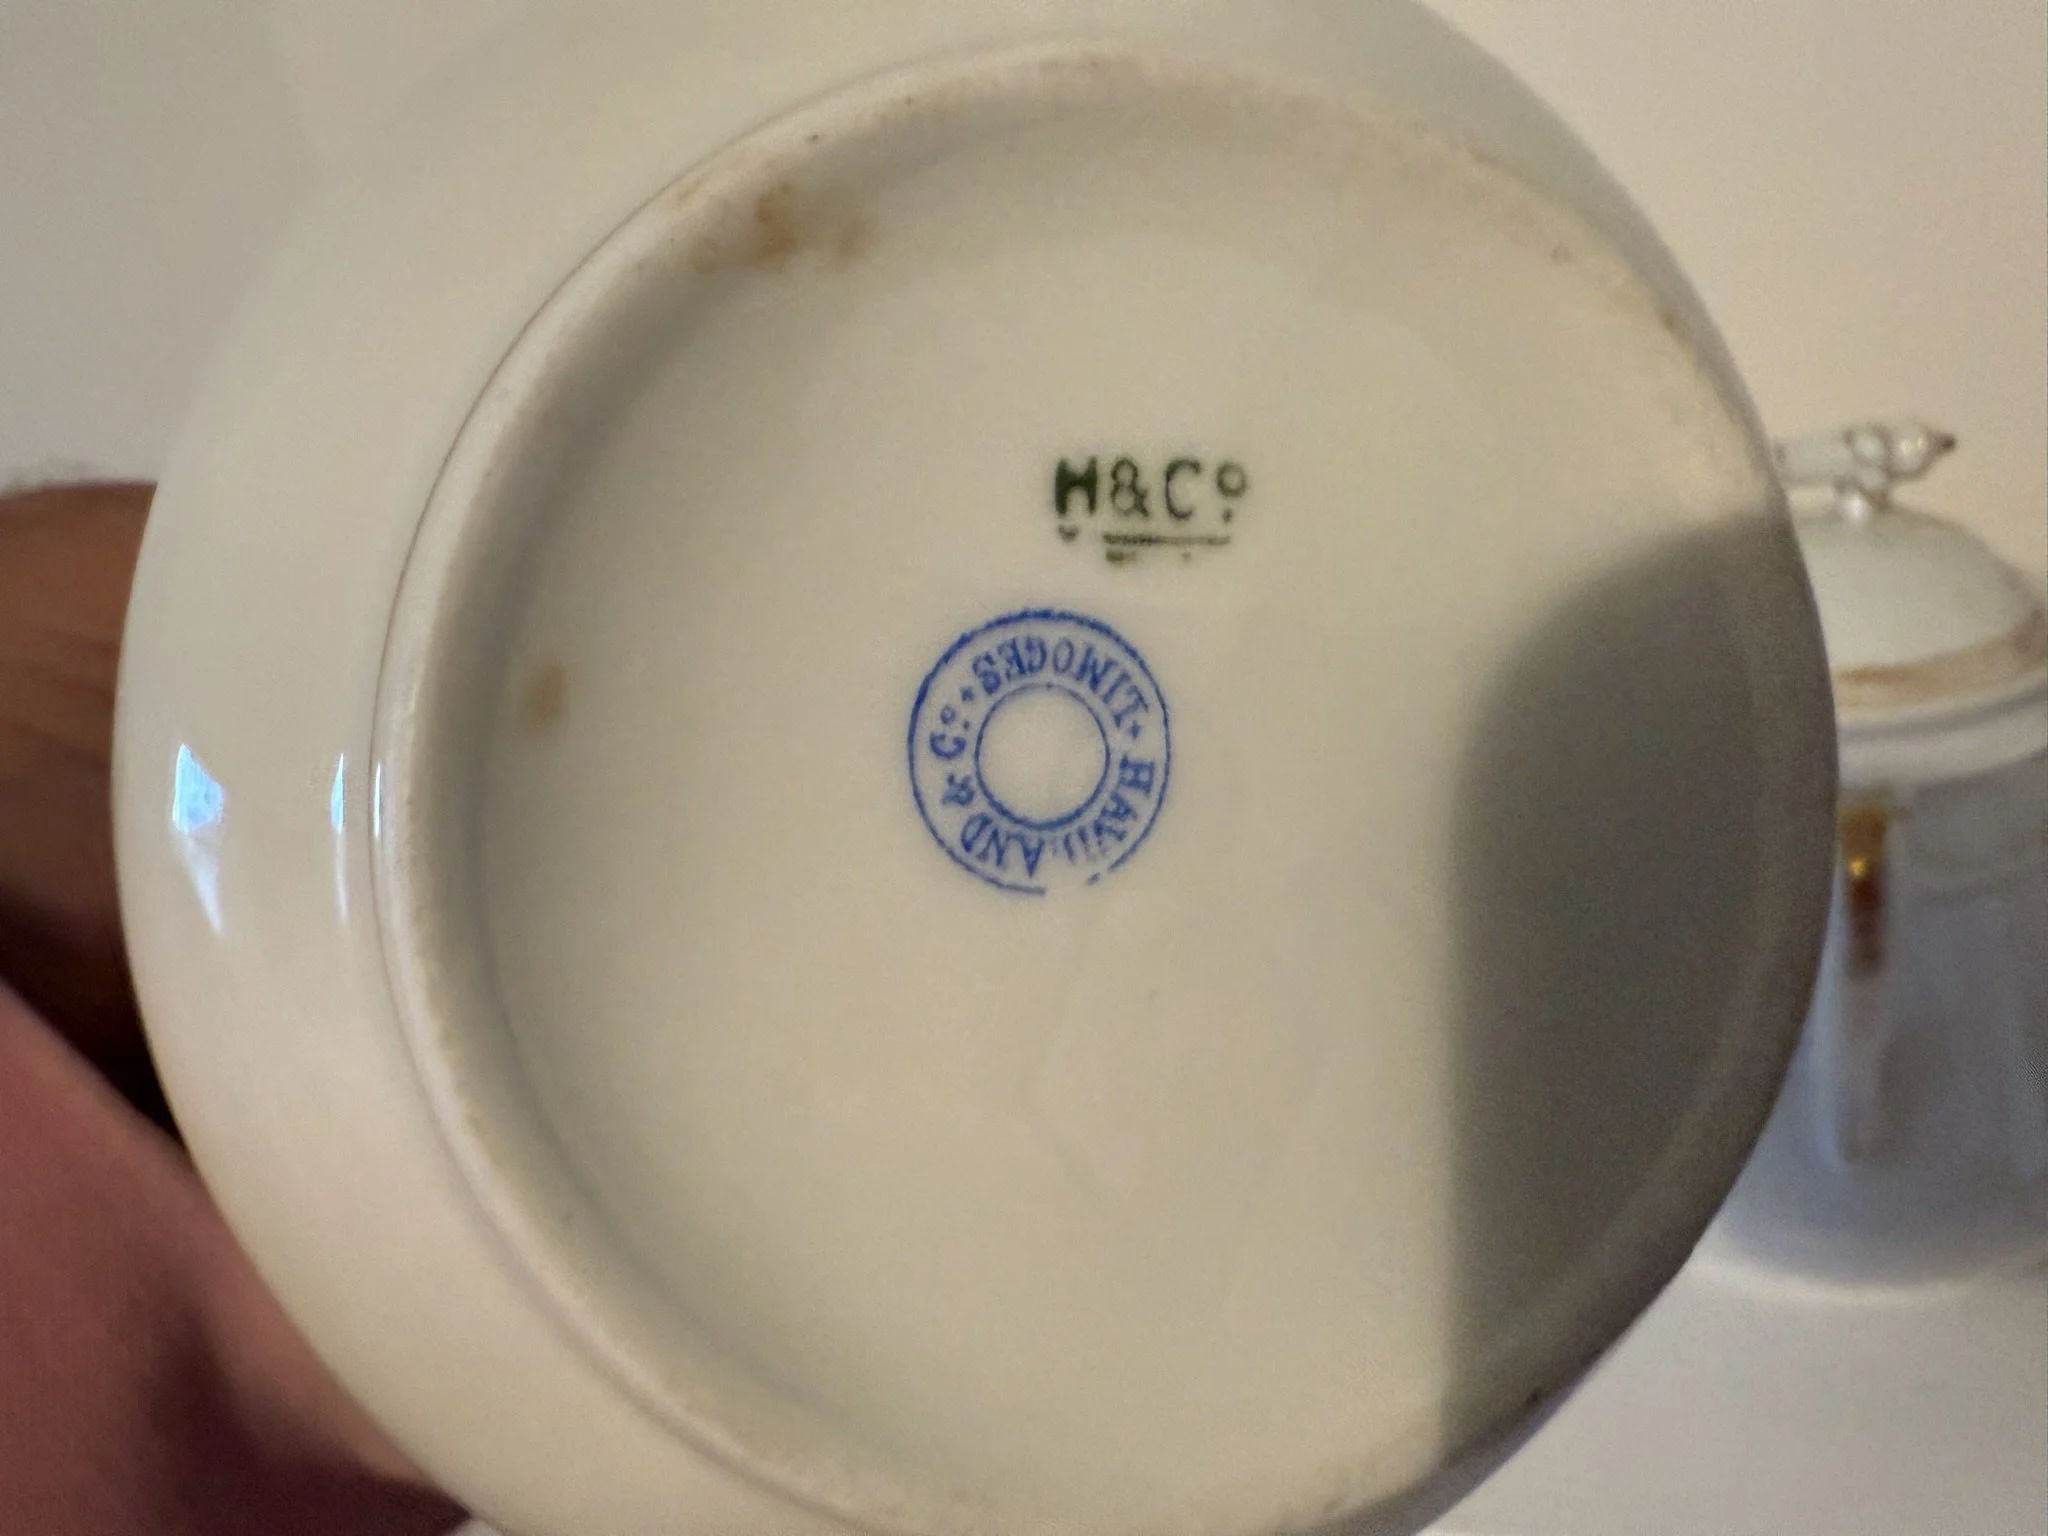 H&Cº
HAVILAND & Cº.
LIMOGES